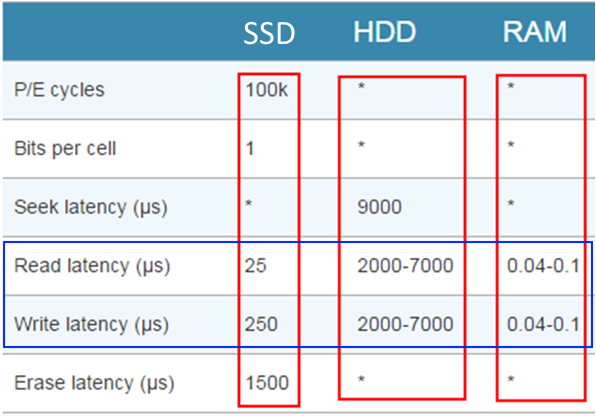 SSD HDD RAM
P/E cycles 100k * *
Bits per cell 1 * *
Seek latency (µs) * 9000 *
Read latency (µs) 25 2000-7000 0.04-0.1
Write latency (µs) 250 2000-7000 0.04-0.1
Erase latency (µs) 1500 * *